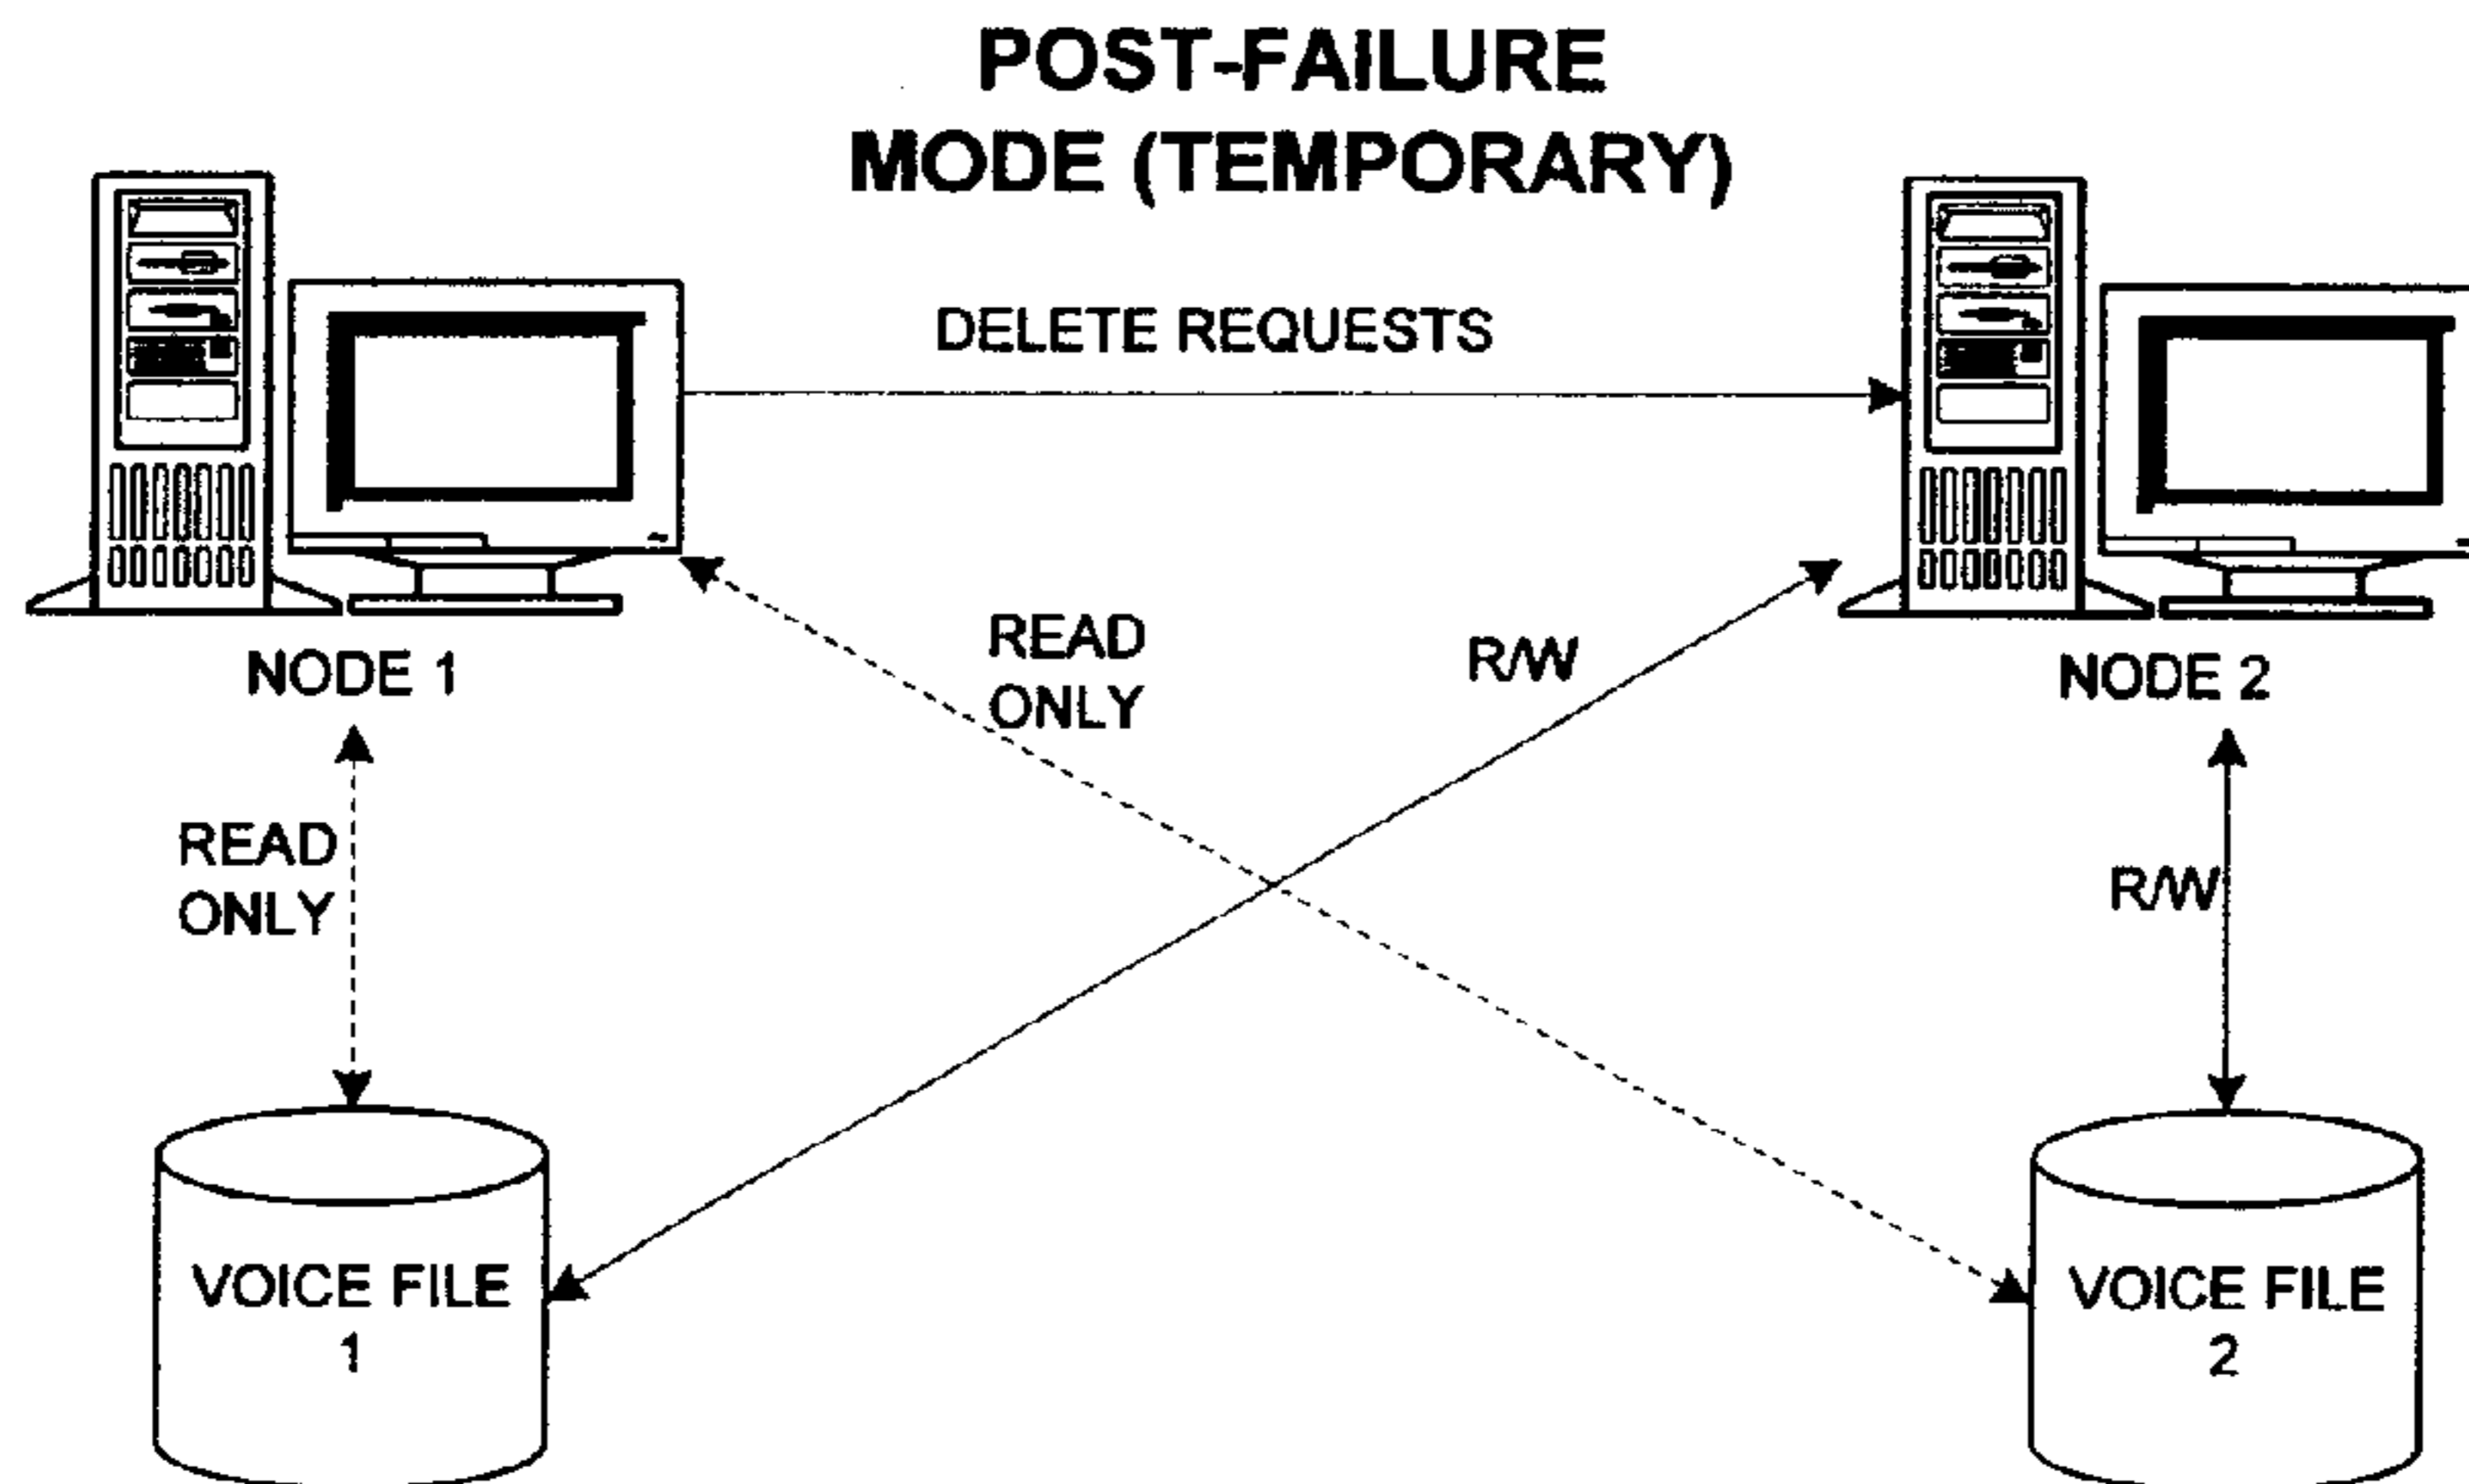 POST-FAILURE
MODE (TEMPORARY)
DELETE REQUESTS
READ
ONLY
R/W
NODE 1
NODE 2
READ
ONLY
R/W
VOICE FILE
1
VOICE FILE
2